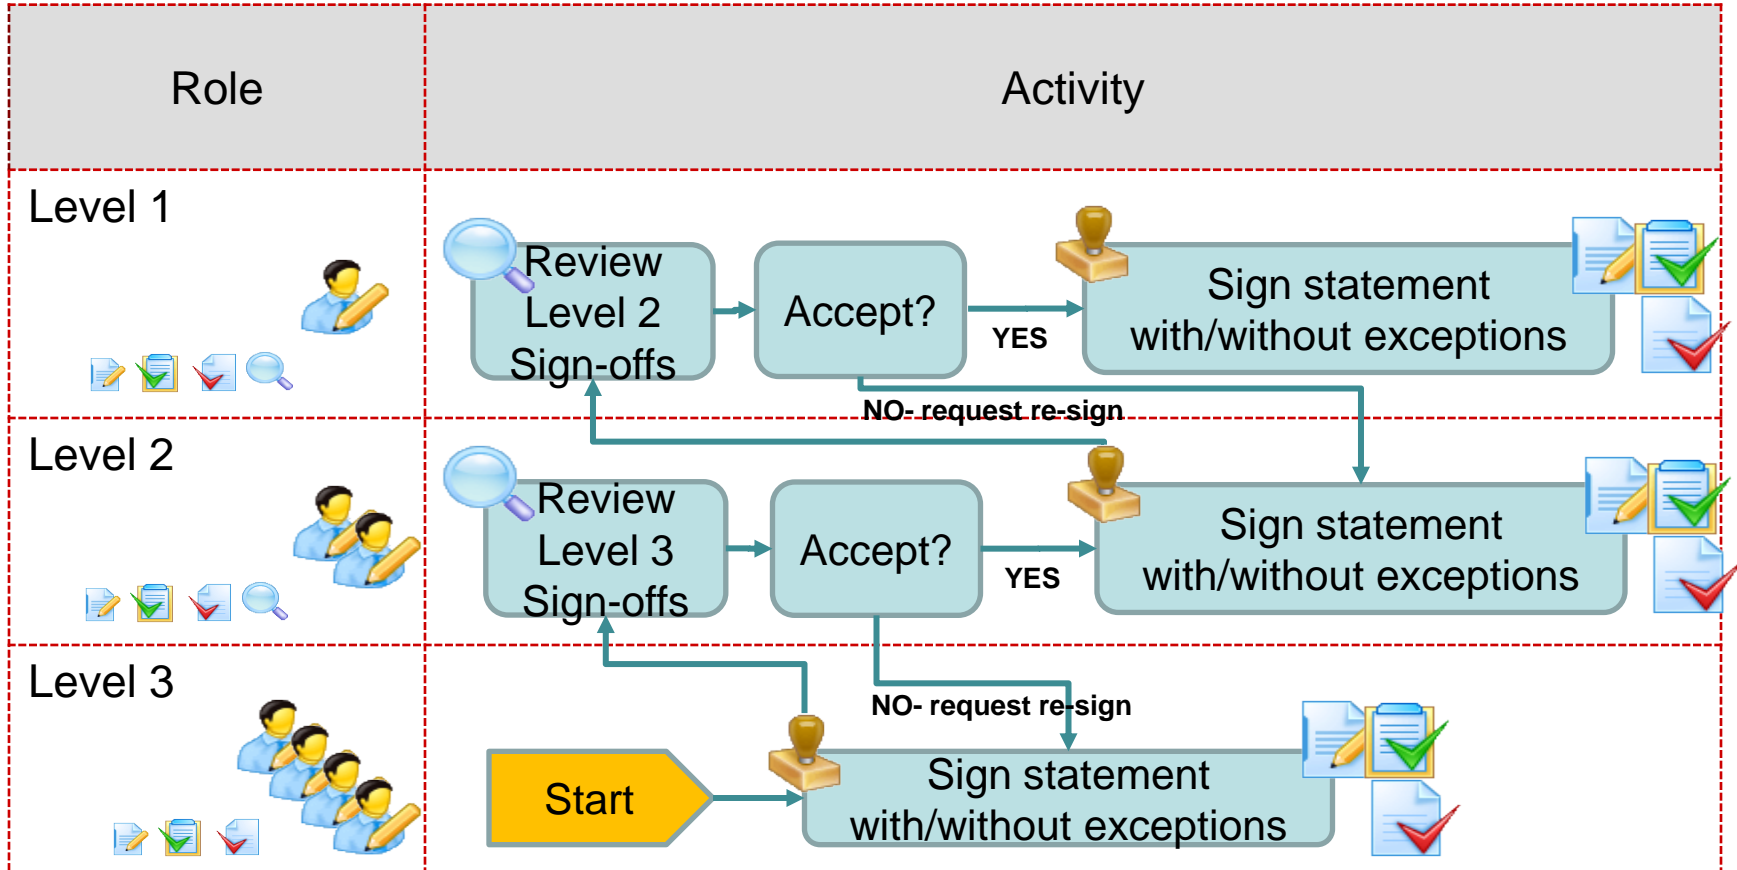 Role
Activity
Level 1
Review
Level 2
Sign-offs
Accept?
YES
Sign statement
with/without exceptions
NO- request re-sign
Level 2
Review
Level 3
Sign-offs
Accept?
YES
Sign statement
with/without exceptions
Level 3
NO- request re-sign
Start
Sign statement
with/without exceptions